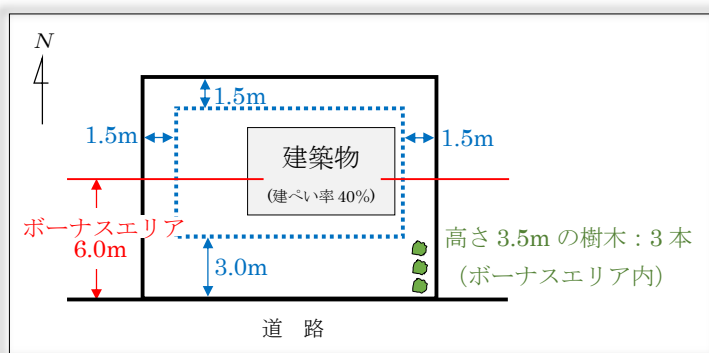 N
1.5m
1.5m
1.5m
建築物
(建ぺい率 40%)
ボーナスエリア
6.0m
3.0m
高さ 3.5m の樹木：3 本
（ボーナスエリア内）
道　路